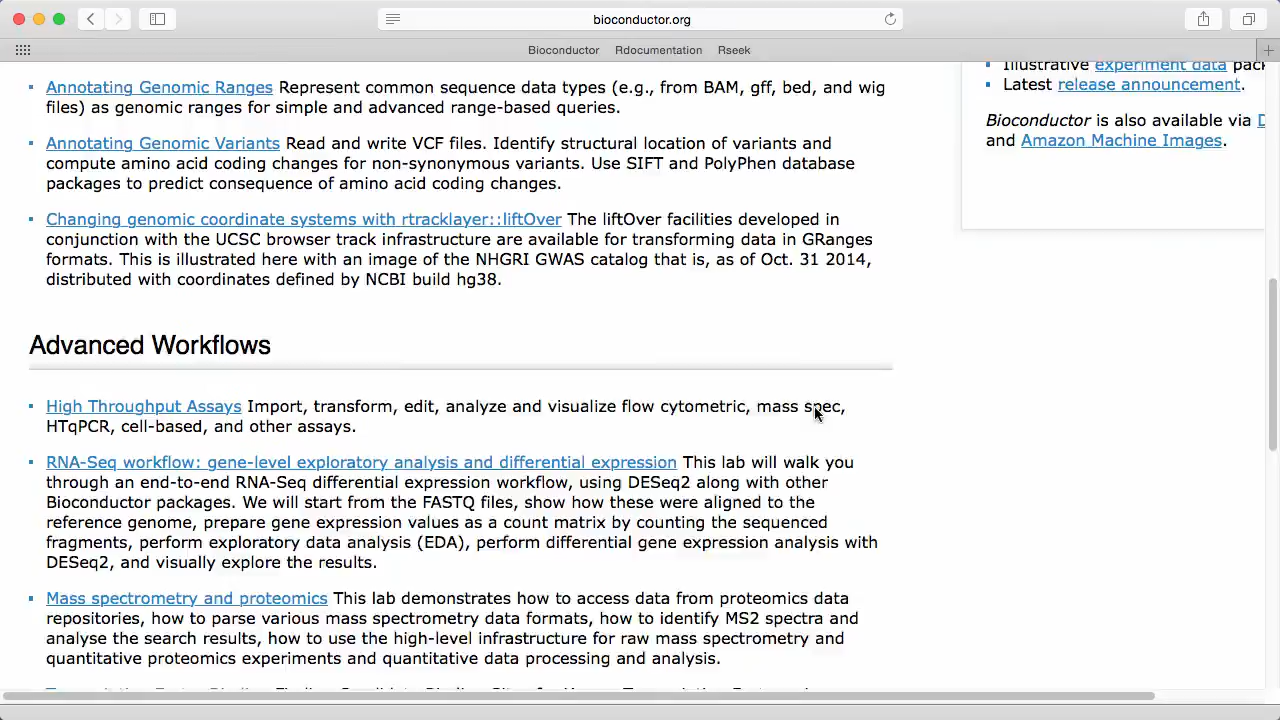 bioconductor.org
Bioconductor Rdocumentation Rseek
Annotating Genomic Ranges Represent common sequence data types (e.g., from BAM, gff, bed, and wig
files) as genomic ranges for simple and advanced range-based queries.
Annotating Genomic Variants Read and write VCF files. Identify structural location of variants and
compute amino acid coding changes for non-synonymous variants. Use SIFT and PolyPhen database
packages to predict consequence of amino acid coding changes.
Changing genomic coordinate systems with rtracklayer::liftOver The liftOver facilities developed in
conjunction with the UCSC browser track infrastructure are available for transforming data in GRanges
formats. This is illustrated here with an image of the NHGRI GWAS catalog that is, as of Oct. 31 2014,
distributed with coordinates defined by NCBI build hg38.
Advanced Workflows
High Throughput Assays Import, transform, edit, analyze and visualize flow cytometric, mass spec,
HTqPCR, cell-based, and other assays.
RNA-Seq workflow: gene-level exploratory analysis and differential expression This lab will walk you
through an end-to-end RNA-Seq differential expression workflow, using DESeq2 along with other
Bioconductor packages. We will start from the FASTQ files, show how these were aligned to the
reference genome, prepare gene expression values as a count matrix by counting the sequenced
fragments, perform exploratory data analysis (EDA), perform differential gene expression analysis with
DESeq2, and visually explore the results.
Mass spectrometry and proteomics This lab demonstrates how to access data from proteomics data
repositories, how to parse various mass spectrometry data formats, how to identify MS2 spectra and
analyse the search results, how to use the high-level infrastructure for raw mass spectrometry and
quantitative proteomics experiments and quantitative data processing and analysis.
Illustrative experiment data pack
Latest release announcement.
Bioconductor is also available via D
and Amazon Machine Images.